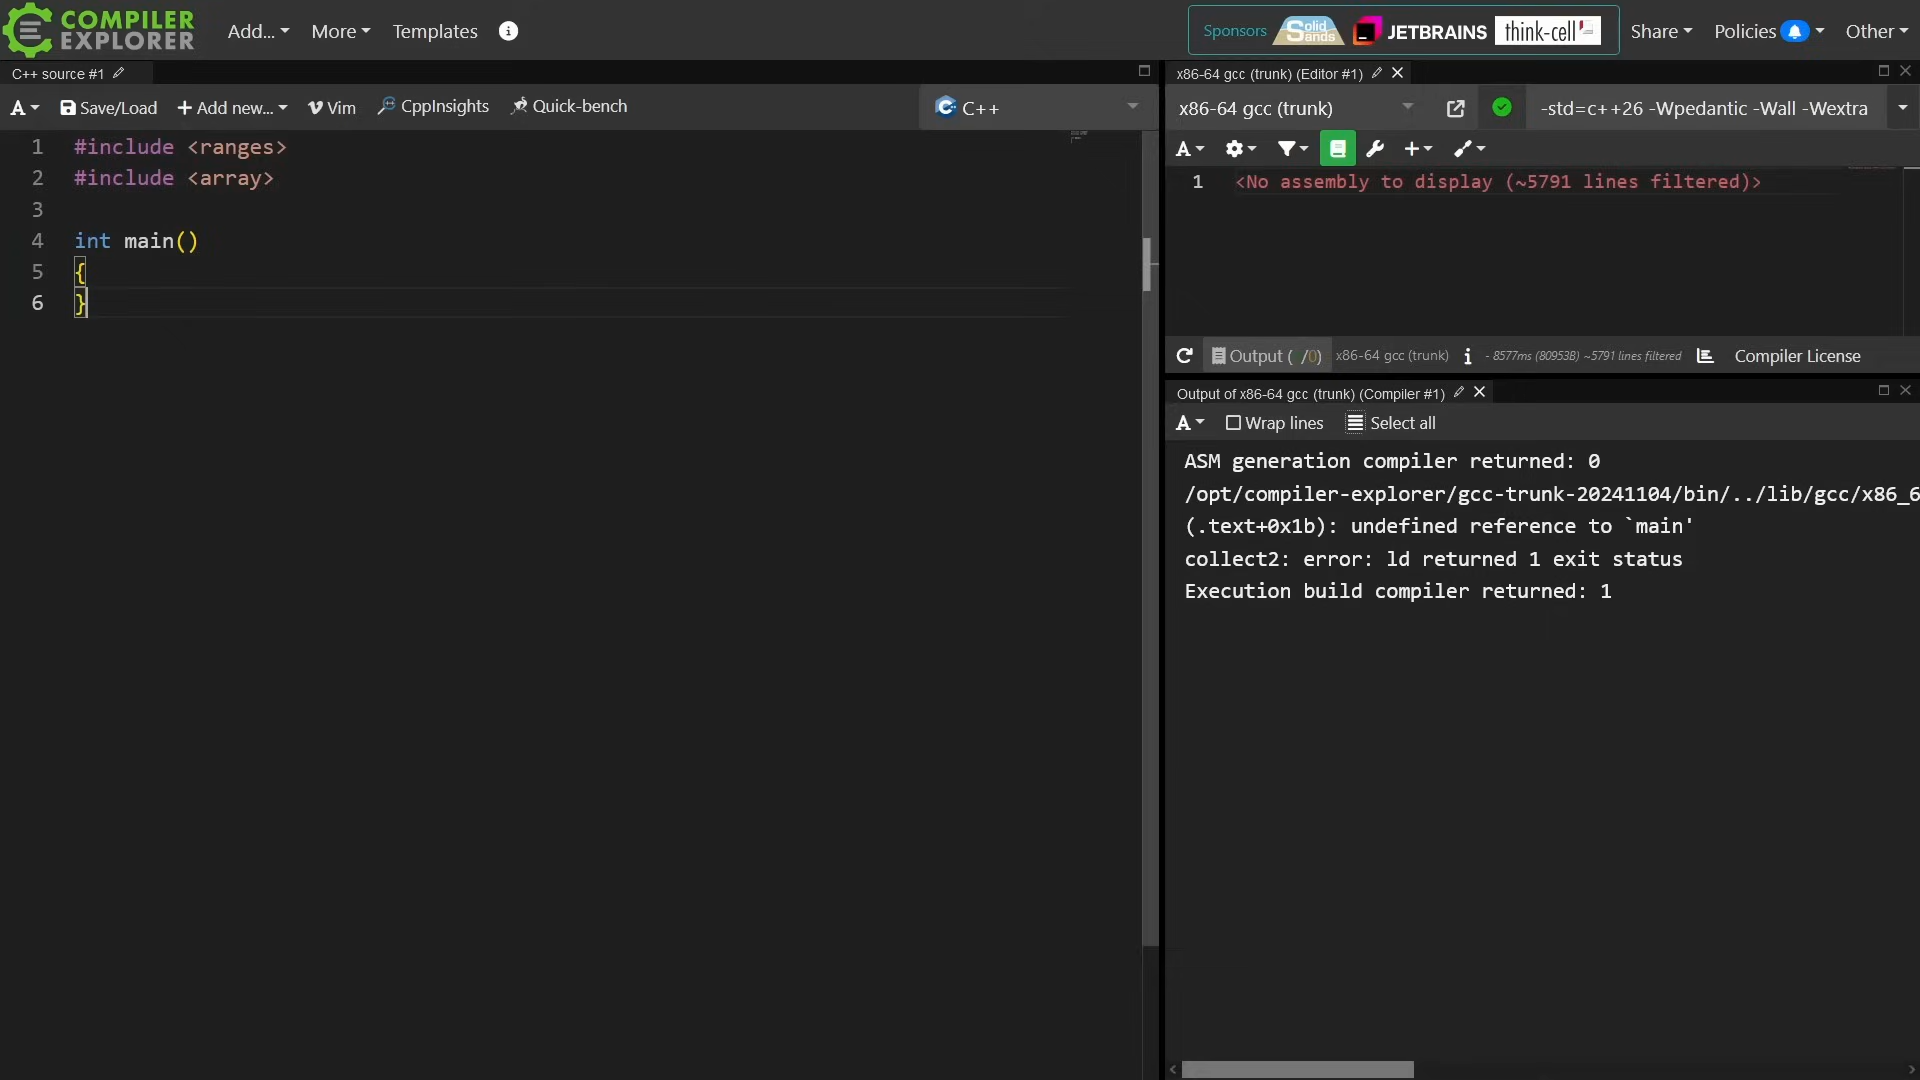 COMPILER
EXPLORER
Add...
More
Templates
Sponsors
Solid
Sands
JETBRAINS
think-cell
Share
Policies
Other
C++ source #1
A
Save/Load
+ Add new...
Vim
CppInsights
Quick-bench
C++
1 #include <ranges>
2 #include <array>
3
4 int main()
5 {
6 }
x86-64 gcc (trunk) (Editor #1)
x86-64 gcc (trunk)
-std=c++26 -Wpedantic -Wall -Wextra
A
1 <No assembly to display (~5791 lines filtered)>
Output ( /0)
x86-64 gcc (trunk)
- 8577ms (80953B) ~5791 lines filtered
Compiler License
Output of x86-64 gcc (trunk) (Compiler #1)
A
Wrap lines
Select all
ASM generation compiler returned: 0
/opt/compiler-explorer/gcc-trunk-20241104/bin/../lib/gcc/x86_6
(.text+0x1b): undefined reference to `main'
collect2: error: ld returned 1 exit status
Execution build compiler returned: 1